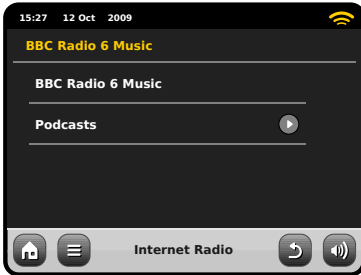 15:27 12 Oct 2009
BBC Radio 6 Music
BBC Radio 6 Music
Podcasts
Internet Radio